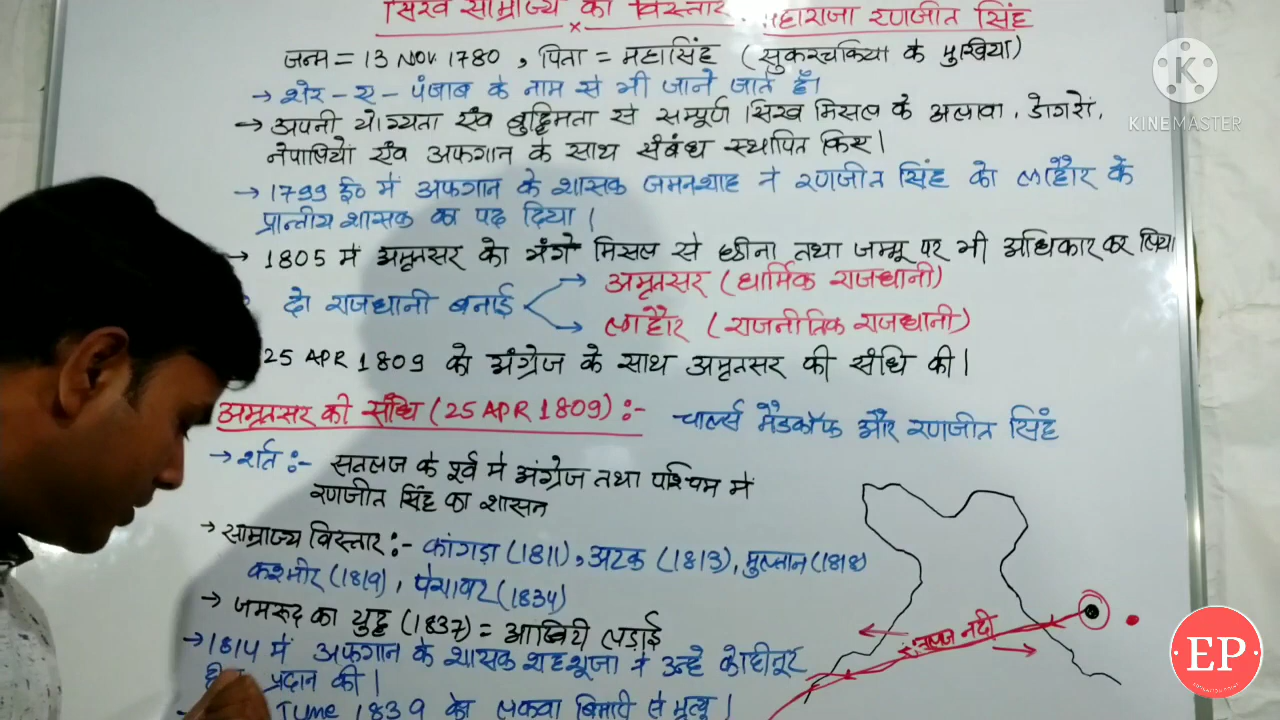 सिख साम्राज्य का विस्तार : महाराजा रणजीत सिंह
जन्म = 13 Nov. 1780 , पिता = महासिंह (सुकरचकिया के मुखिया)
→ शेर - ए - पंजाब के नाम से भी जाने जाते हैं।
→ अपनी योग्यता एंव बुद्धिमता से सम्पूर्ण सिख मिसल के अलावा , डोगरों,
नेपालियों एंव अफगान के साथ संबंध स्थापित किए।
→ 1799 ई० में अफगान के शासक जमनशाह ने रणजीत सिंह को लाहौर के
प्रान्तीय शासक का पद दिया।
→ 1805 में अमृतसर को भंगे मिसल से छीना तथा जम्मू पर भी अधिकार कर लिया
दो राजधानी बनाई
→ अमृतसर (धार्मिक राजधानी)
→ लाहौर (राजनीतिक राजधानी)
25 APR 1809 को अंग्रेज के साथ अमृतसर की संधि की।
अमृतसर की संधि (25 APR 1809) :- चार्ल्स मैटकॉफ और रणजीत सिंह
→ शर्त :- सतलज के पूर्व में अंग्रेज तथा पश्चिम में
रणजीत सिंह का शासन
→ साम्राज्य विस्तार :- कांगड़ा (1811) , अटक (1813) , मुल्तान (1818)
कश्मीर (1819) , पेशावर (1834)
→ जमरूद का युद्ध (1837) = आखिरी लड़ाई
→ 1814 में अफगान के शासक शाहशूजा ने उन्हे कोहीनूर
प्रदान की।
June 1839 को लकवा बिमारी से मृत्यू।
सतलज नदी
KINEMASTER
EP